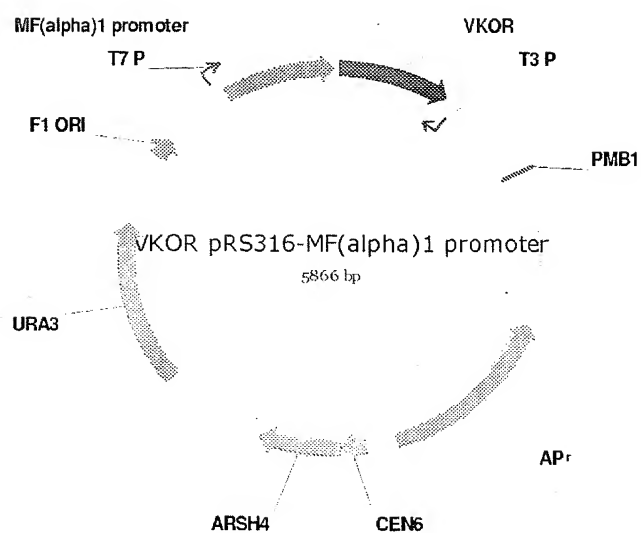 MF(alpha)1 promoter
VKOR
T7 P
T3 P
F1 ORI
PMB1
VKOR pRS316-MF(alpha)1 promoter
5866 bp
URA3
APr
ARSH4
CEN6